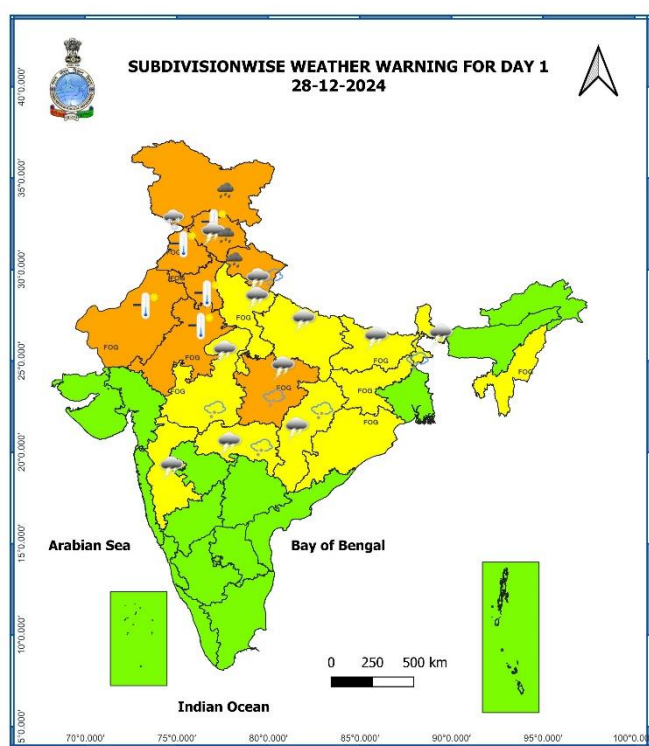 SUBDIVISIONWISE WEATHER WARNING FOR DAY 1
28-12-2024
40°0.000'
35°0.000'
30°0.000'
25°0.000'
20°0.000'
15°0.000'
10°0.000'
5°0.000'
FOG
FOG
FOG
FOG
FOG
FOG
FOG
FOG
Arabian Sea
Bay of Bengal
0 250 500 km
Indian Ocean
70°0.000' 75°0.000' 80°0.000' 85°0.000' 90°0.000' 95°0.000' 100°0.00